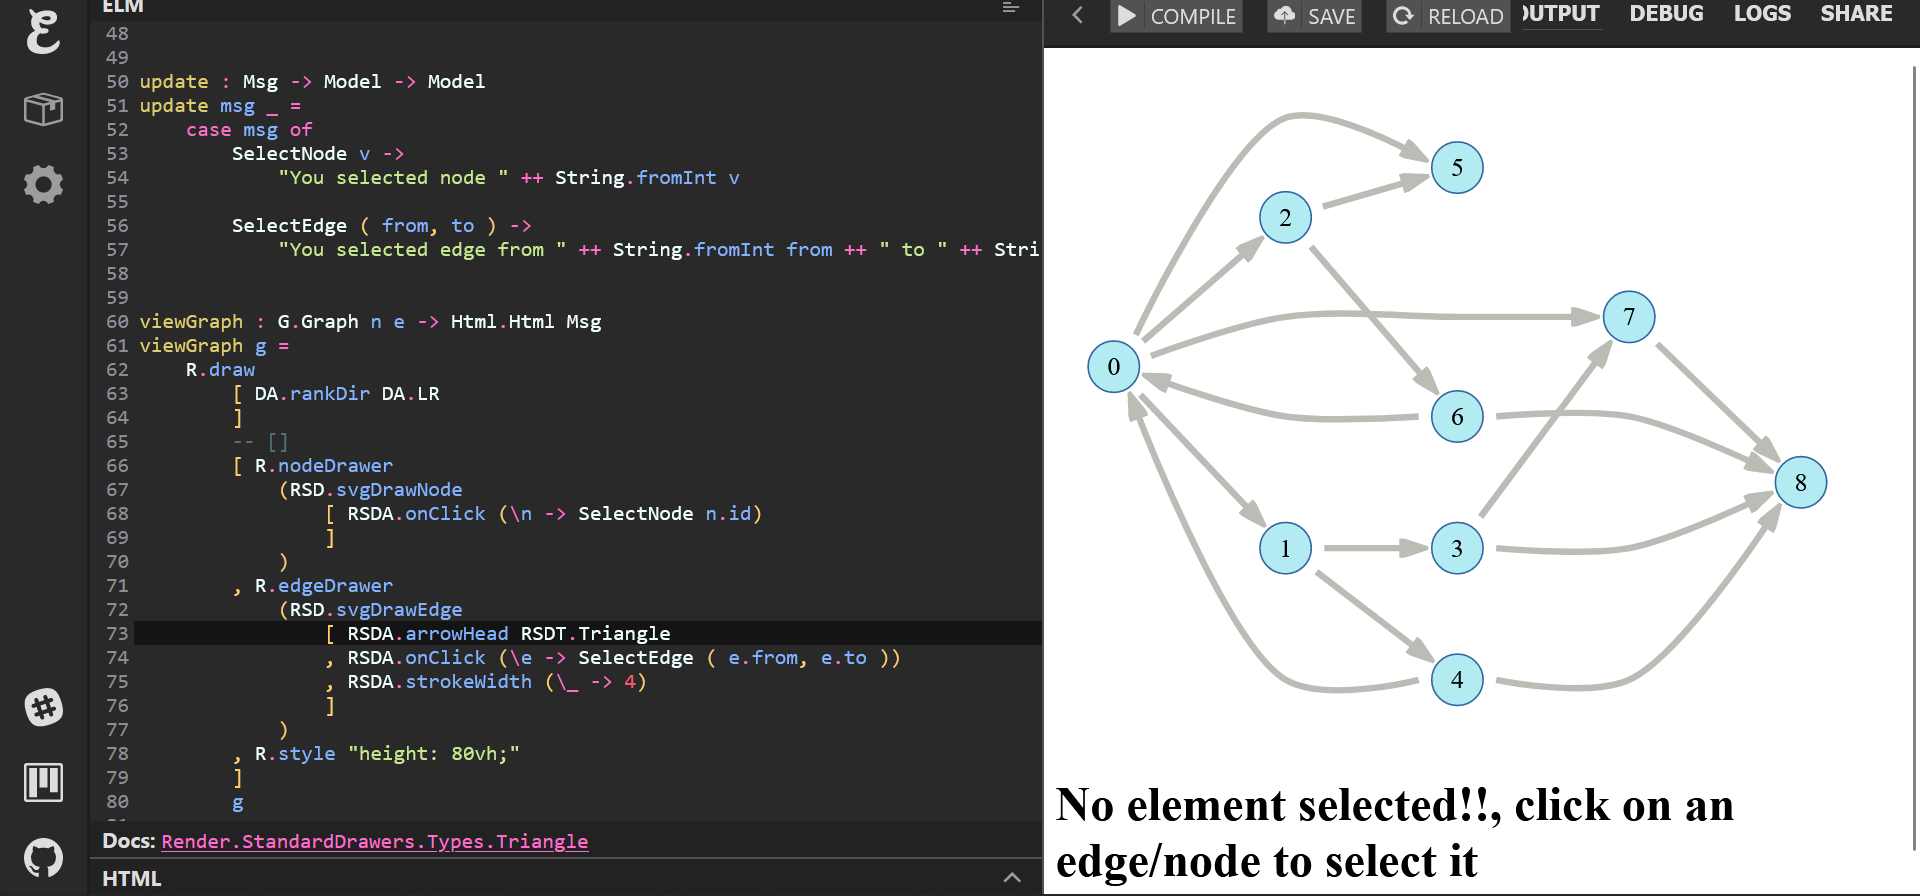 ELM
48
49
50 update : Msg -> Model -> Model
51 update msg _ =
52     case msg of
53         SelectNode v ->
54             "You selected node " ++ String.fromInt v
55
56         SelectEdge ( from, to ) ->
57             "You selected edge from " ++ String.fromInt from ++ " to " ++ Stri
58
59
60 viewGraph : G.Graph n e -> Html.Html Msg
61 viewGraph g =
62     R.draw
63         [ DA.rankDir DA.LR
64         ]
65         -- []
66         [ R.nodeDrawer
67             (RSD.svgDrawNode
68                 [ RSDA.onClick (\n -> SelectNode n.id)
69                 ]
70             )
71         , R.edgeDrawer
72             (RSD.svgDrawEdge
73                 [ RSDA.arrowHead RSDT.Triangle
74                 , RSDA.onClick (\e -> SelectEdge ( e.from, e.to ))
75                 , RSDA.strokeWidth (\_ -> 4)
76                 ]
77             )
78         , R.style "height: 80vh;"
79         ]
80         g
Docs: Render.StandardDrawers.Types.Triangle
HTML
COMPILE SAVE RELOAD OUTPUT DEBUG LOGS SHARE
5
2
7
0
6
8
1
3
4
No element selected!!, click on an
edge/node to select it